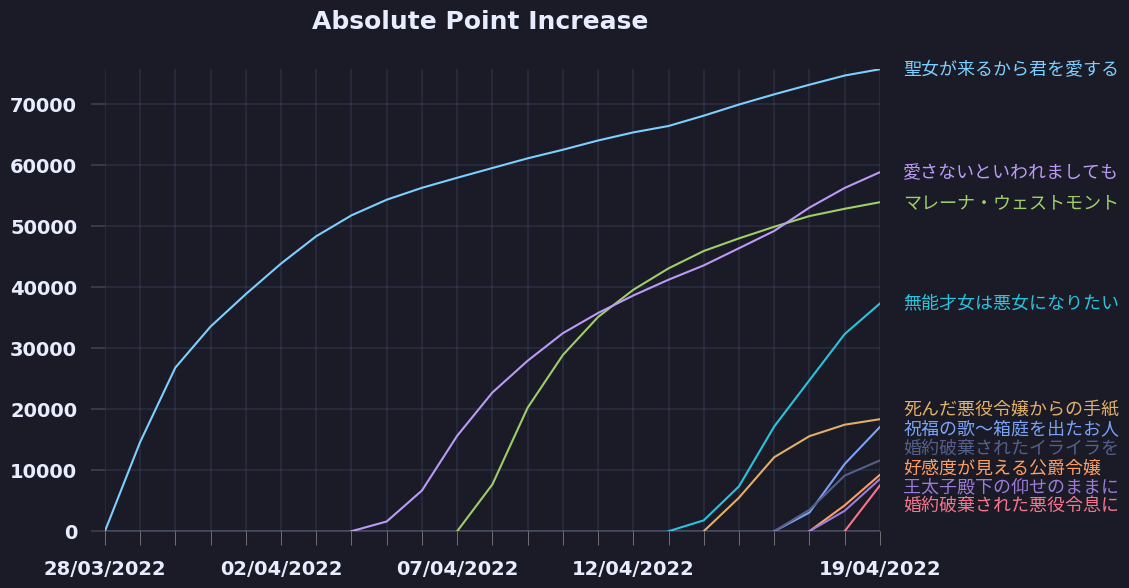 Absolute Point Increase
70000
60000
50000
40000
30000
20000
10000
0
28/03/2022
02/04/2022
07/04/2022
12/04/2022
19/04/2022
聖女が来るから君を愛する
愛さないといわれましても
マレーナ・ウェストモント
無能才女は悪女になりたい
死んだ悪役令嬢からの手紙
祝福の歌～箱庭を出たお人
婚約破棄されたイライラを
好感度が見える公爵令嬢
王太子殿下の仰せのままに
婚約破棄された悪役令息に